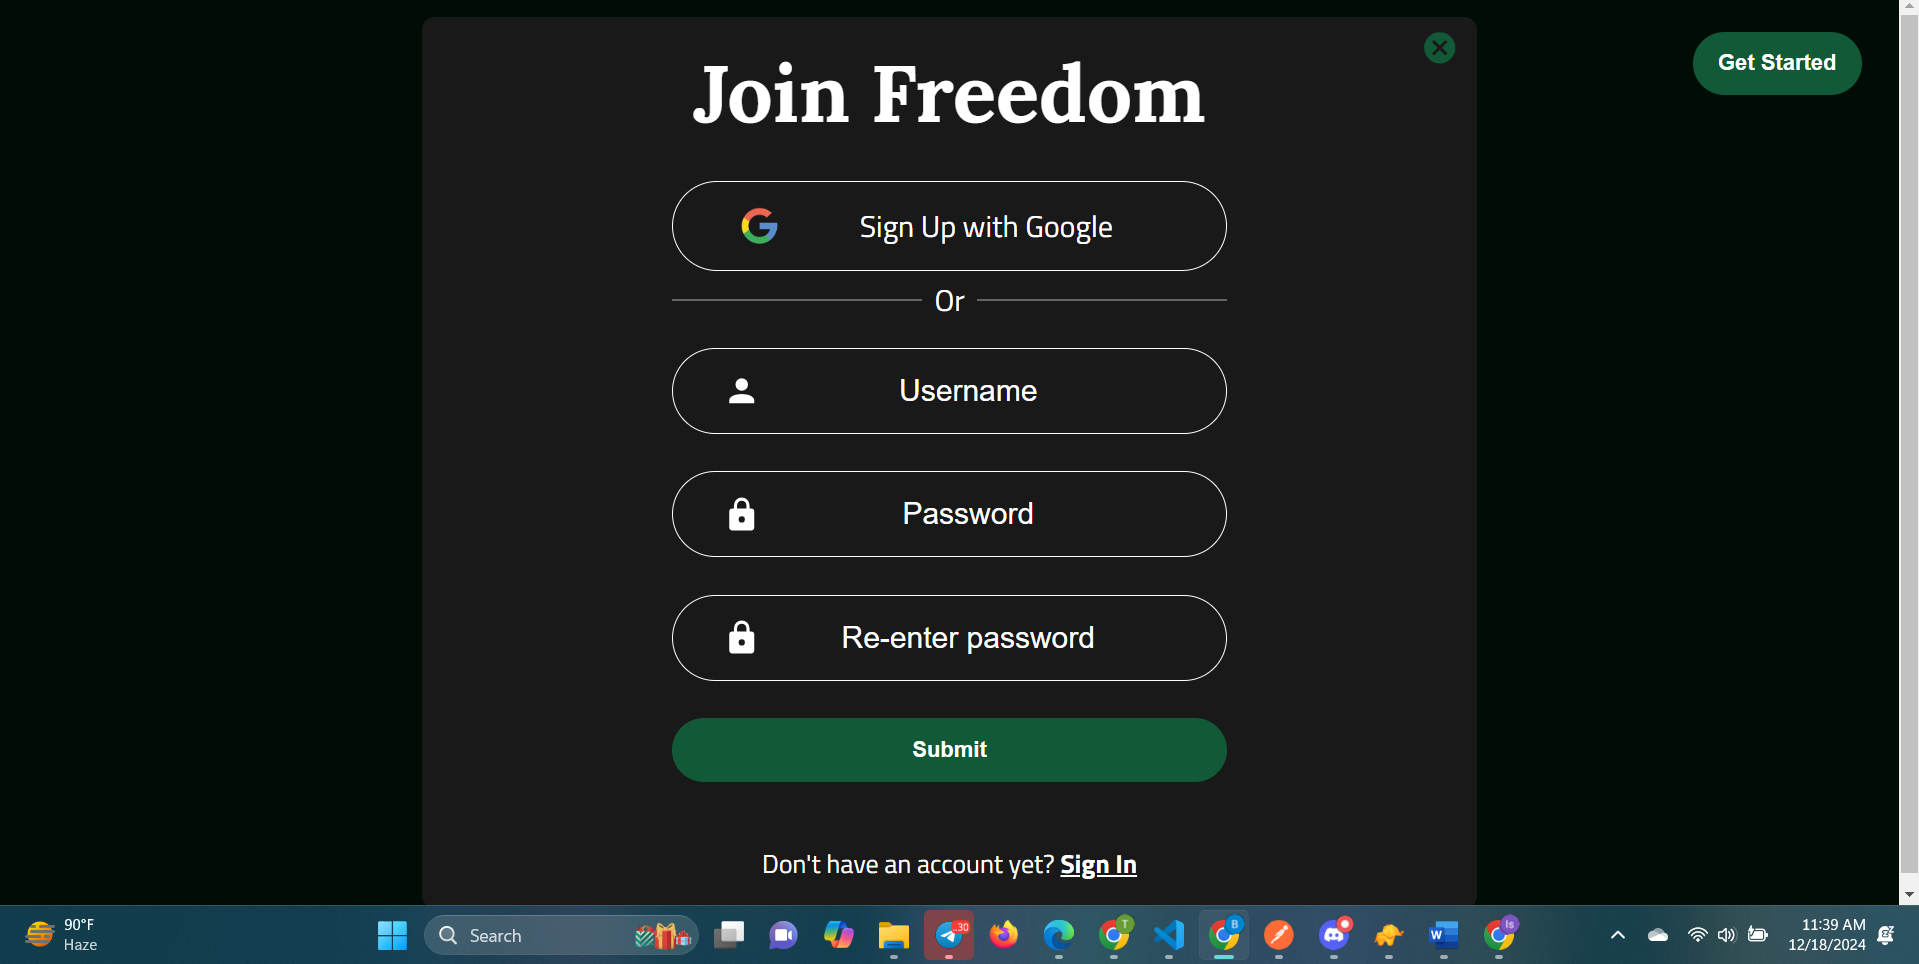 Get Started
Join Freedom
Sign Up with Google
Or
Username
Password
Re-enter password
Submit
Don't have an account yet? Sign In
90°F
Haze
Search
.30
T
B
W
Is
11:39 AM
12/18/2024